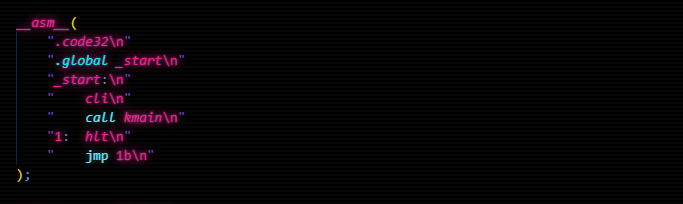 __asm__(
    ".code32\n"
    ".global _start\n"
    "_start:\n"
    "    cli\n"
    "    call kmain\n"
    "1:  hlt\n"
    "    jmp 1b\n"
);